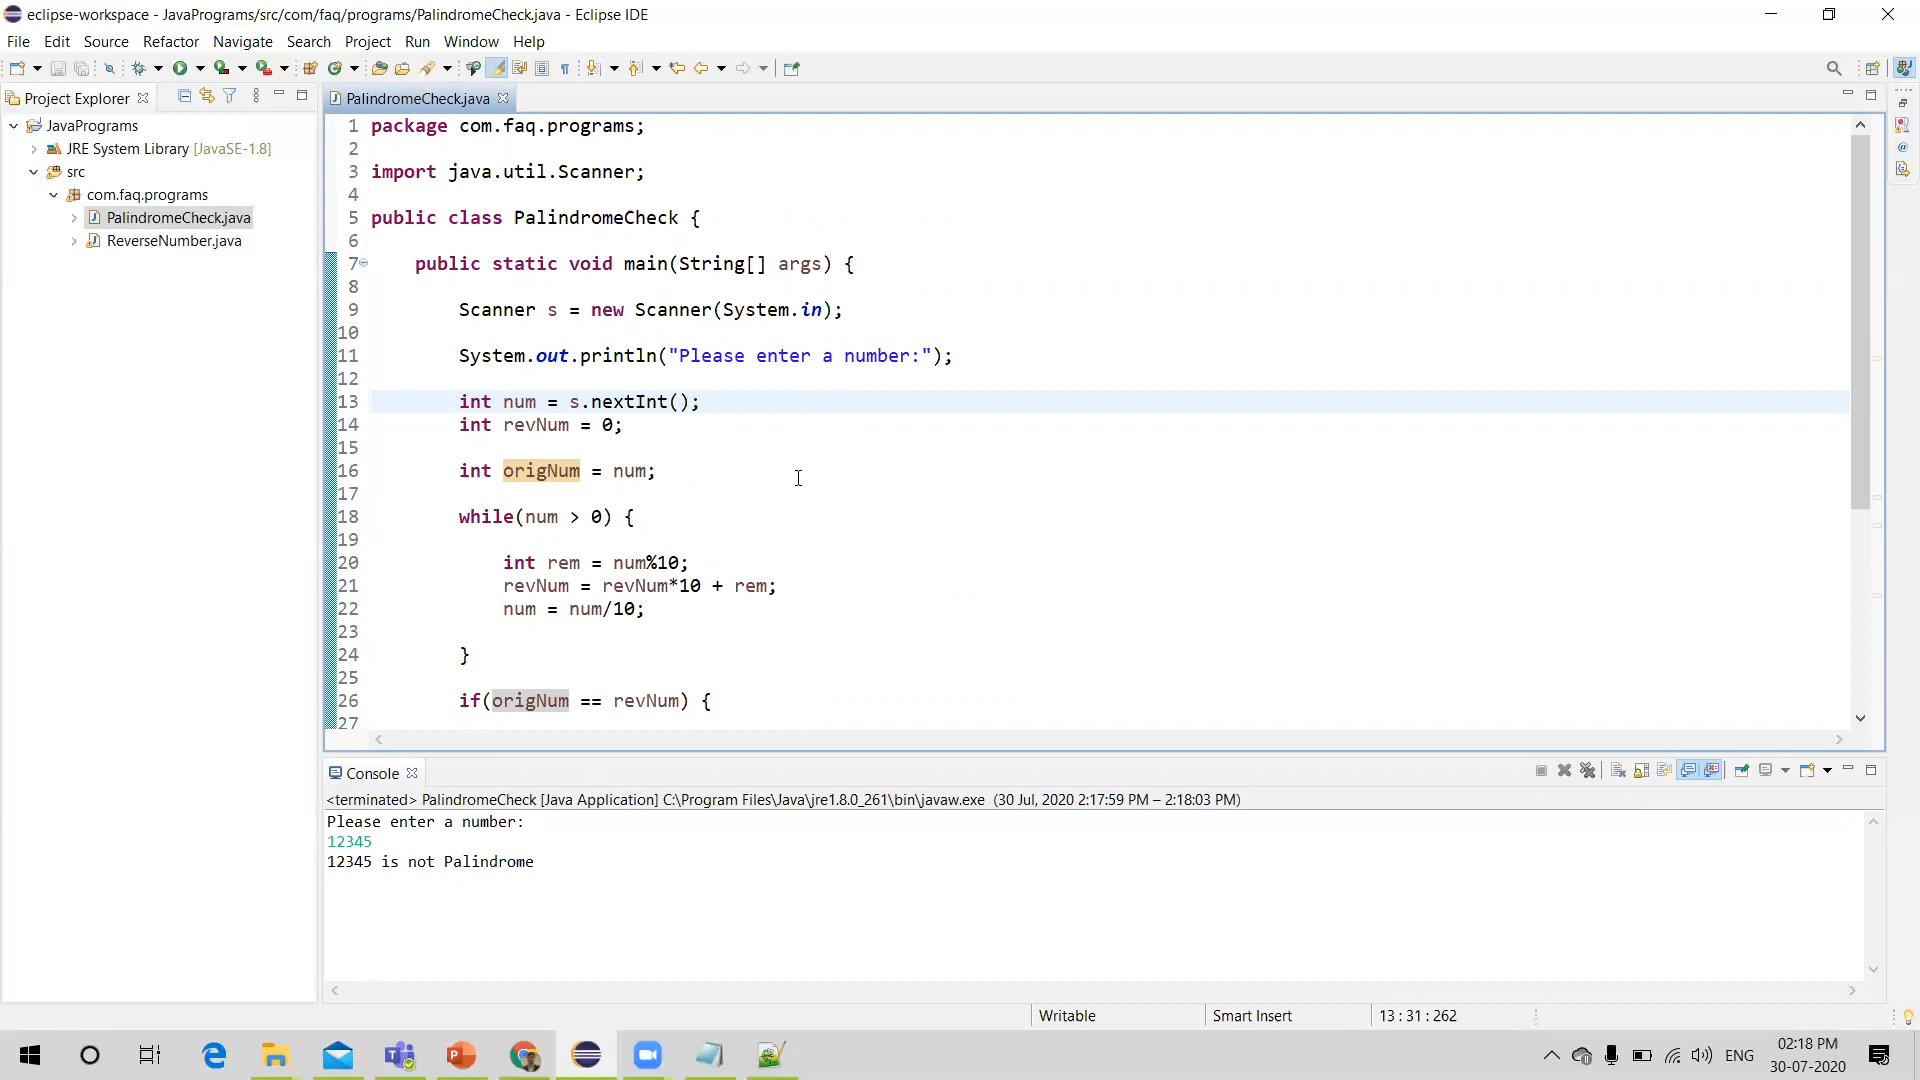 eclipse-workspace - JavaPrograms/src/com/faq/programs/PalindromeCheck.java - Eclipse IDE
File Edit Source Refactor Navigate Search Project Run Window Help
Project Explorer
PalindromeCheck.java
JavaPrograms
JRE System Library [JavaSE-1.8]
src
com.faq.programs
PalindromeCheck.java
ReverseNumber.java
1 package com.faq.programs;
2
3 import java.util.Scanner;
4
5 public class PalindromeCheck {
6
7 public static void main(String[] args) {
8
9 Scanner s = new Scanner(System.in);
10
11 System.out.println("Please enter a number:");
12
13 int num = s.nextInt();
14 int revNum = 0;
15
16 int origNum = num;
17
18 while(num > 0) {
19
20 int rem = num%10;
21 revNum = revNum*10 + rem;
22 num = num/10;
23
24 }
25
26 if(origNum == revNum) {
27
Console
<terminated> PalindromeCheck [Java Application] C:\Program Files\Java\jre1.8.0_261\bin\javaw.exe (30 Jul, 2020 2:17:59 PM – 2:18:03 PM)
Please enter a number:
12345
12345 is not Palindrome
Writable Smart Insert 13 : 31 : 262
ENG
02:18 PM
30-07-2020